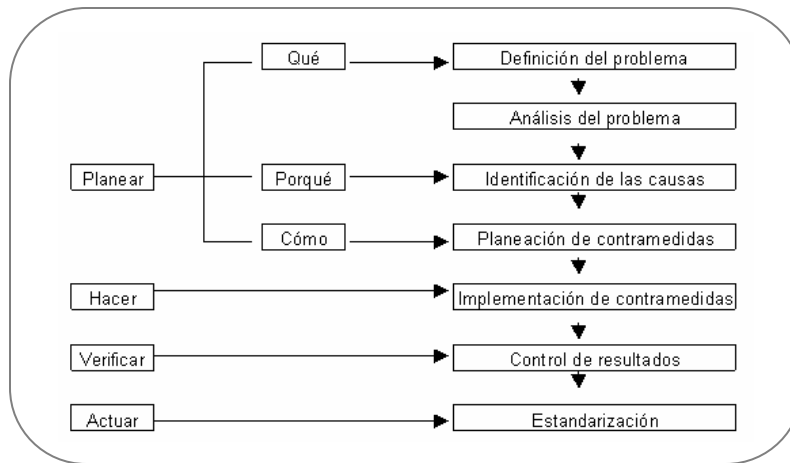 Qué
Definición del problema
Análisis del problema
Planear
Porqué
Identificación de las causas
Cómo
Planeación de contramedidas
Hacer
Implementación de contramedidas
Verificar
Control de resultados
Actuar
Estandarización